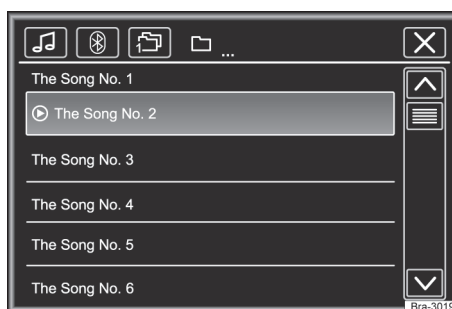 ...
The Song No. 1
The Song No. 2
The Song No. 3
The Song No. 4
The Song No. 5
The Song No. 6
Bra-3019